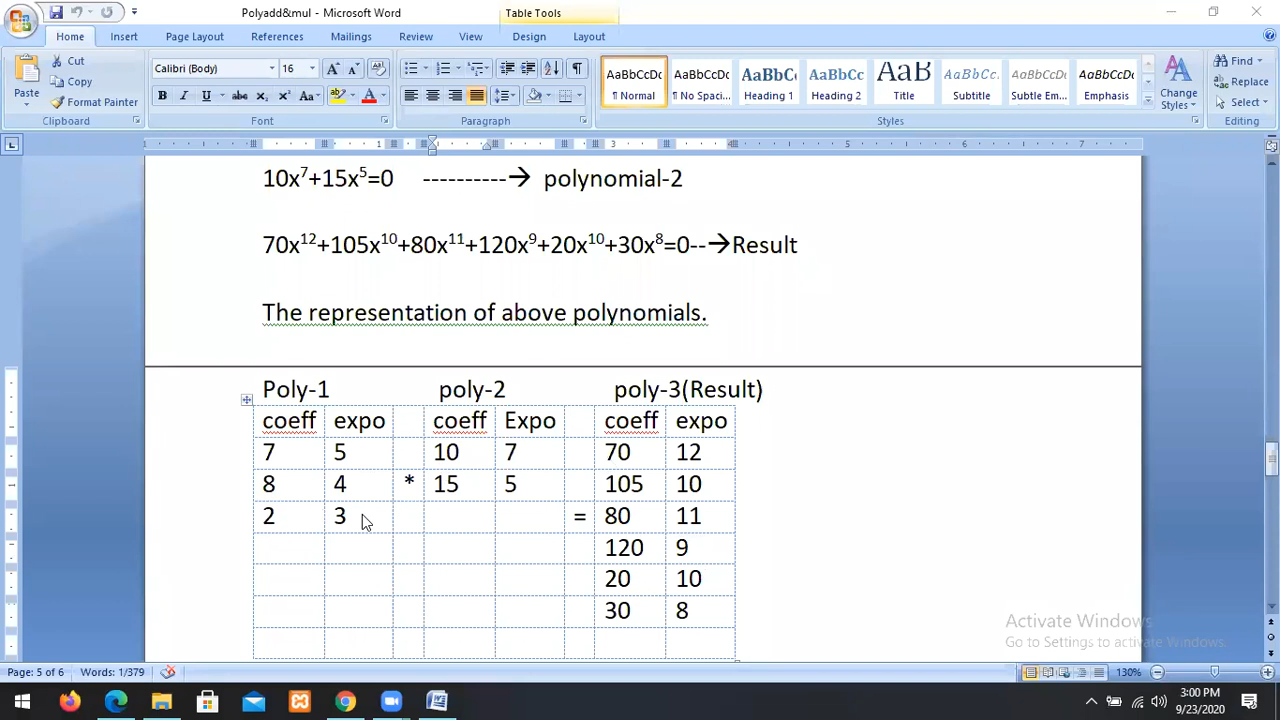 Polyadd&mul - Microsoft Word
Table Tools
Home Insert Page Layout References Mailings Review View Design Layout
Paste
Cut
Copy
Format Painter
Clipboard
Calibri (Body) 16
Font
Paragraph
AaBbCcDc AaBbCcDc AaBbC AaBbCc AaB AaBbCc. AaBbCcDc AaBbCcDc
¶ Normal ¶ No Spaci... Heading 1 Heading 2 Title Subtitle Subtle Em... Emphasis
Styles
Change Styles
Find
Replace
Select
Editing
1 3 5 6 7
10x⁷+15x⁵=0 ----------→ polynomial-2
70x¹²+105x¹⁰+80x¹¹+120x⁹+20x¹⁰+30x⁸=0--→Result
The representation of above polynomials.
Poly-1 poly-2 poly-3(Result)
coeff expo coeff Expo coeff expo
7 5 10 7 70 12
8 4 * 15 5 105 10
2 3 = 80 11
120 9
20 10
30 8
Activate Windows
Go to Settings to activate Windows.
Page: 5 of 6 Words: 1/379 130%
3:00 PM
9/23/2020